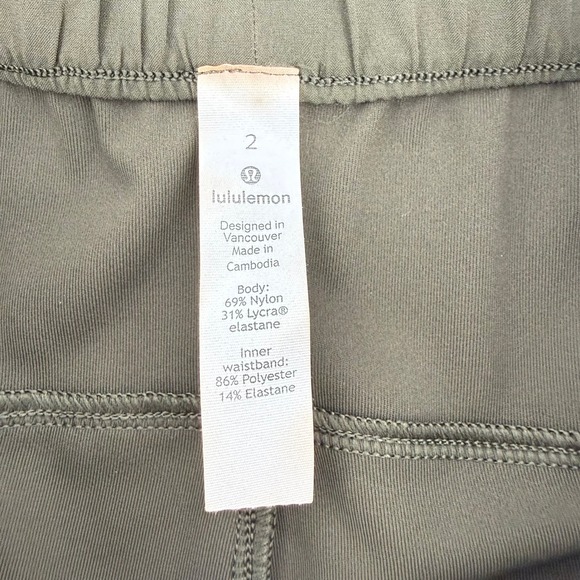 2
lululemon
Designed in
Vancouver
Made in
Cambodia
Body:
69% Nylon
31% Lycra®
elastane
Inner
waistband:
86% Polyester
14% Elastane